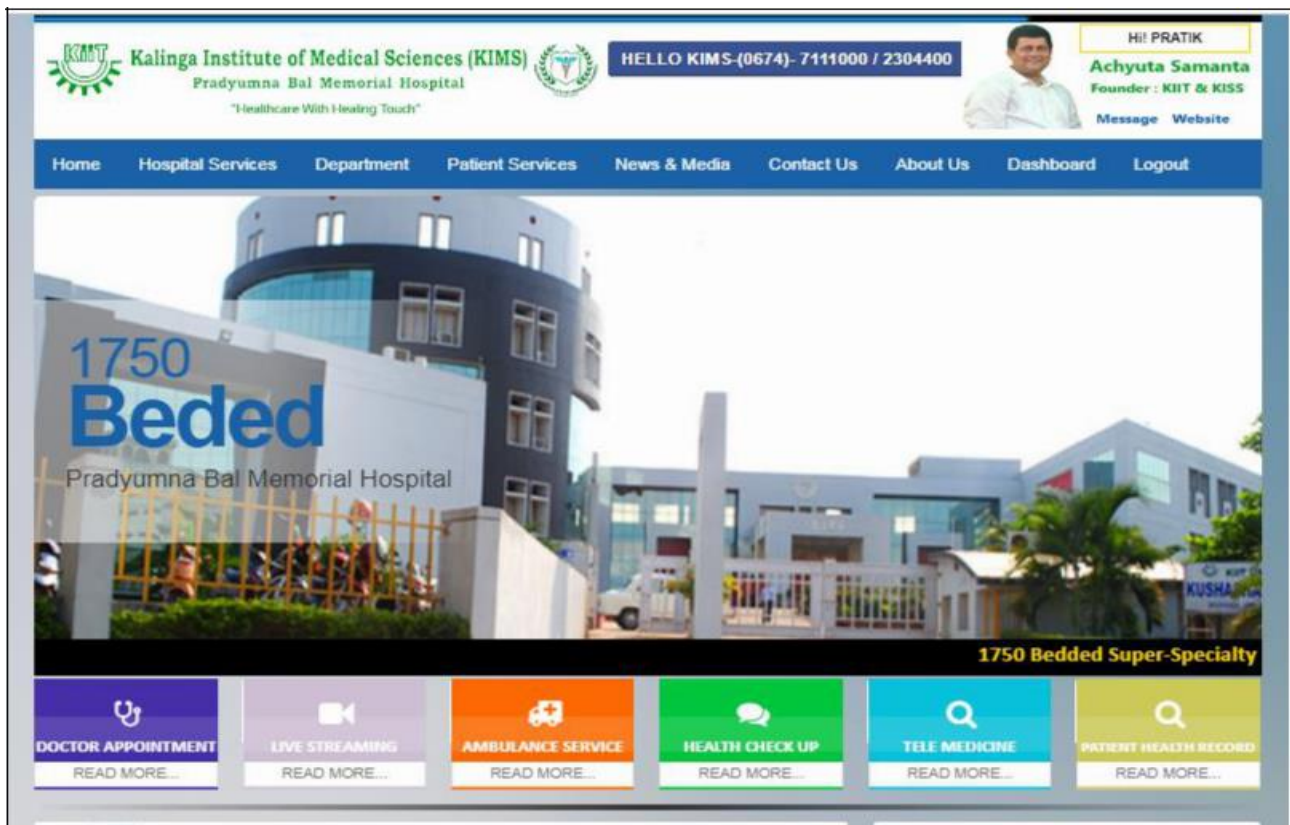 KIIT
Kalinga Institute of Medical Sciences (KIMS)
Pradyumna Bal Memorial Hospital
"Healthcare With Healing Touch"
HELLO KIMS-(0674)- 7111000 / 2304400
Hi! PRATIK
Achyuta Samanta
Founder : KIIT & KISS
Message Website
Home Hospital Services Department Patient Services News & Media Contact Us About Us Dashboard Logout
1750
Beded
Pradyumna Bal Memorial Hospital
KIIT
1750 Bedded Super-Specialty
DOCTOR APPOINTMENT
READ MORE...
LIVE STREAMING
READ MORE...
AMBULANCE SERVICE
READ MORE...
HEALTH CHECK UP
READ MORE...
TELE MEDICINE
READ MORE...
PATIENT HEALTH RECORD
READ MORE...